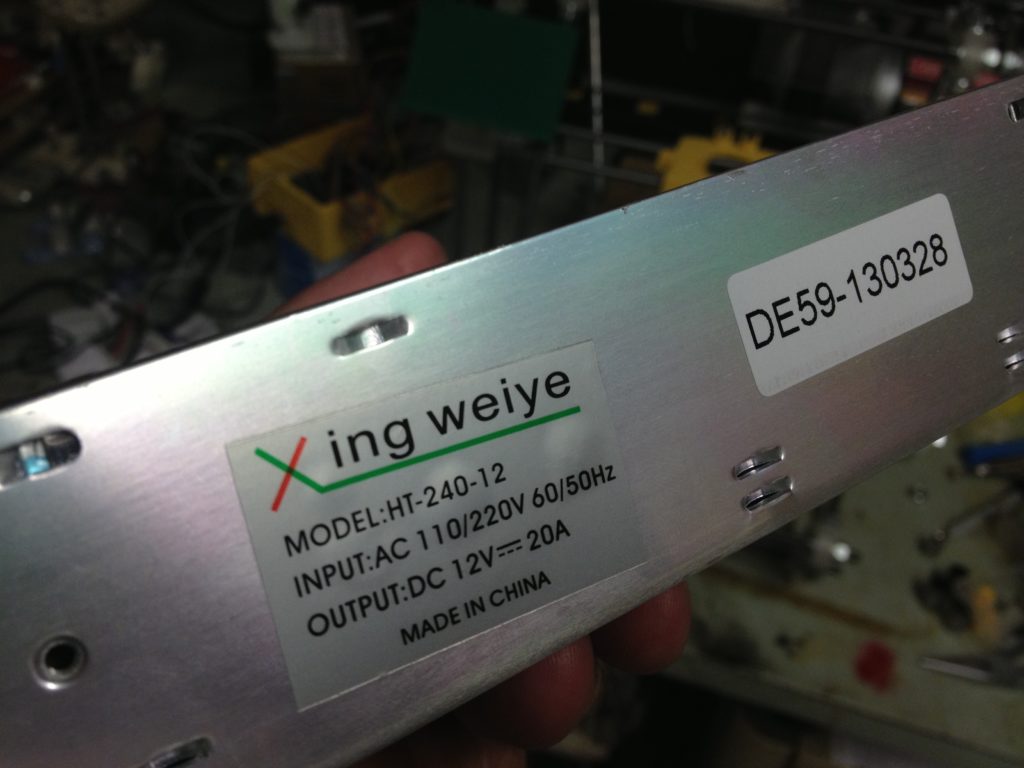 Xing weiye
MODEL:HT-240-12
INPUT:AC 110/220V 60/50Hz
OUTPUT:DC 12V⎓ 20A
MADE IN CHINA
DE59-130328